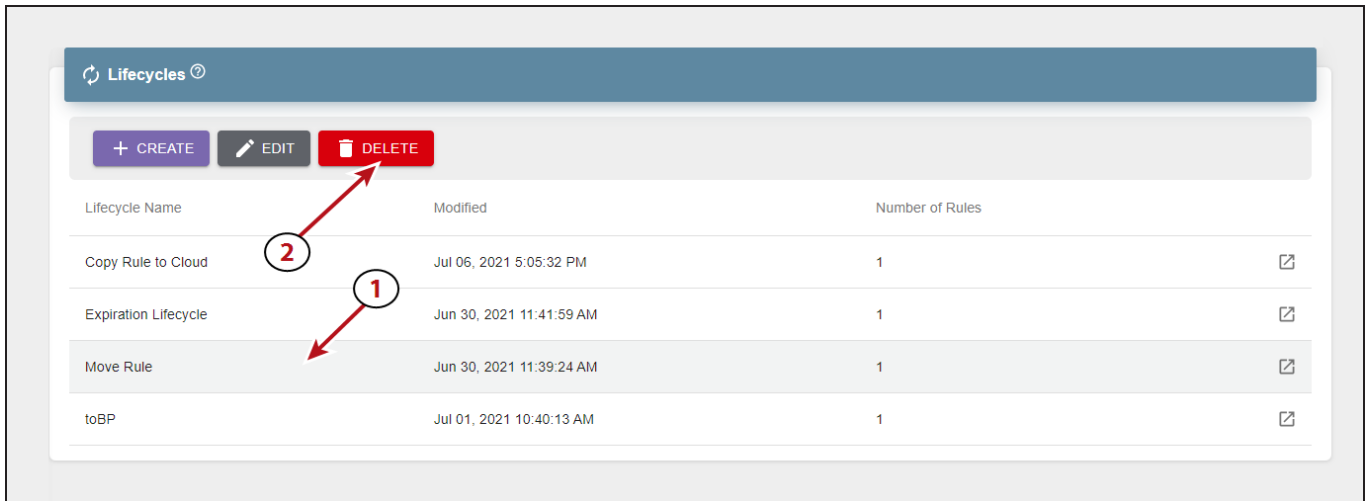 Lifecycles ?
+ CREATE EDIT DELETE
Lifecycle Name Modified Number of Rules
2
Copy Rule to Cloud Jul 06, 2021 5:05:32 PM 1
1
Expiration Lifecycle Jun 30, 2021 11:41:59 AM 1
Move Rule Jun 30, 2021 11:39:24 AM 1
toBP Jul 01, 2021 10:40:13 AM 1